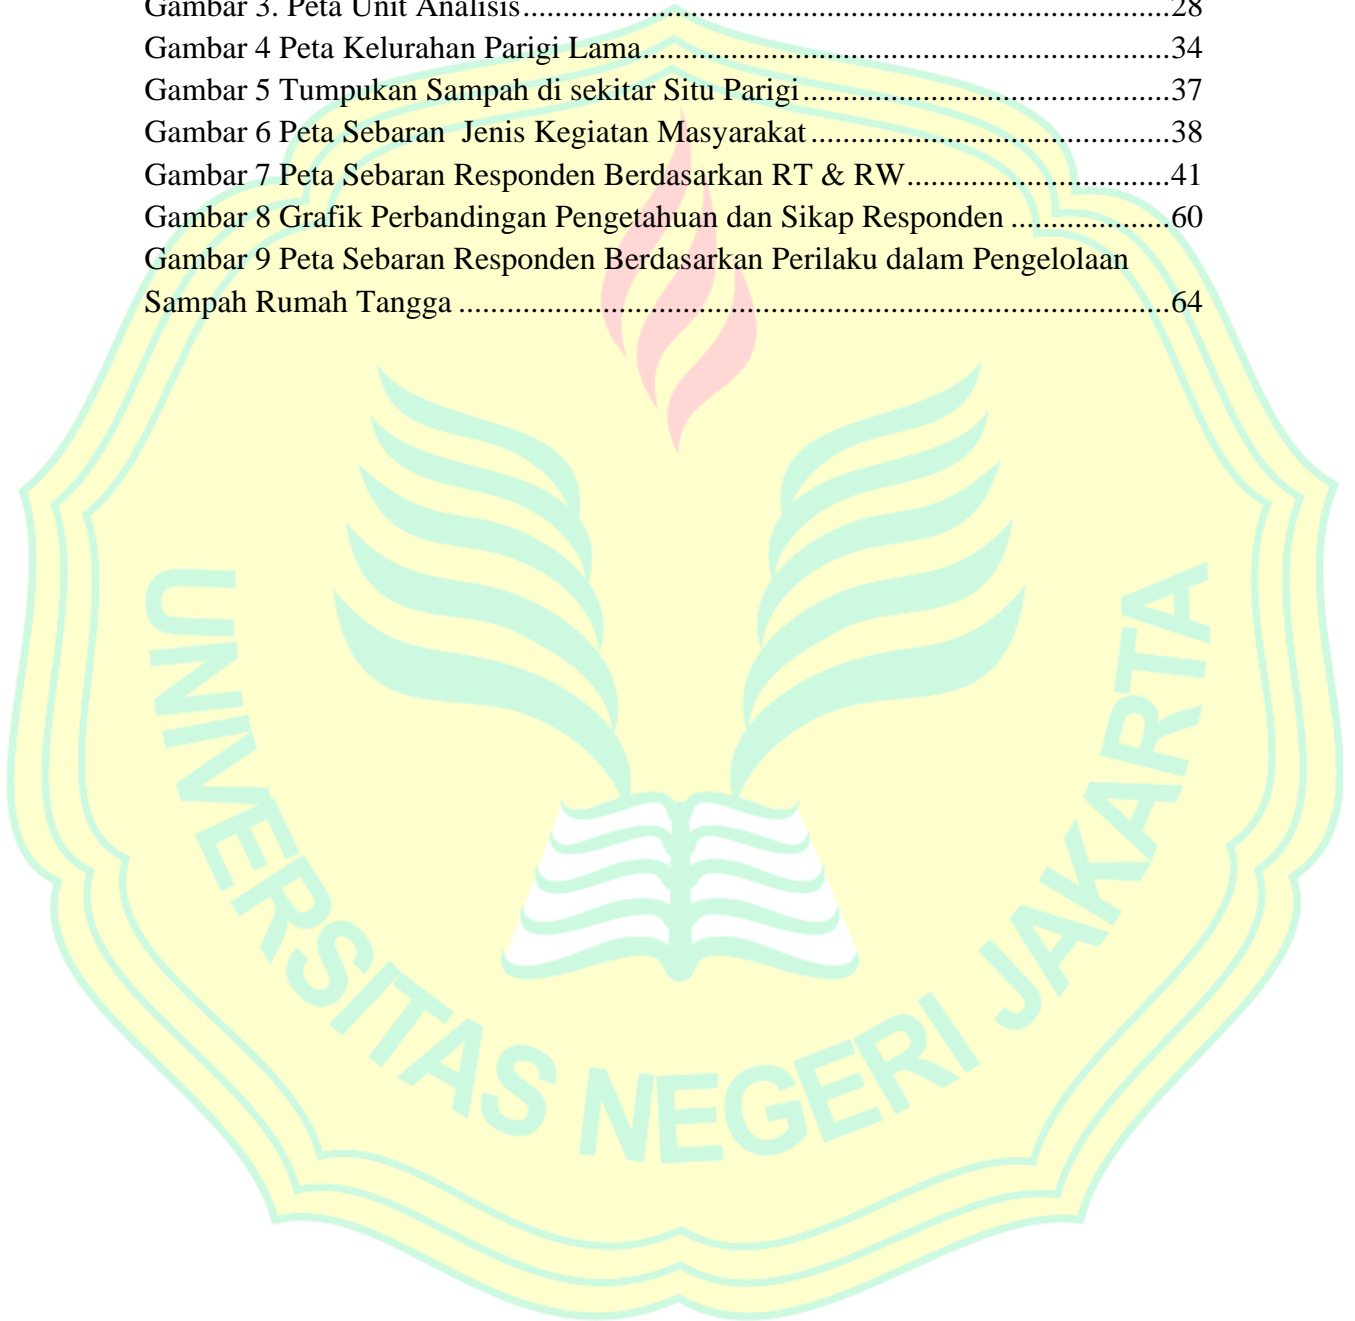 Gambar 3. Peta Unit Analisis....................................................................................28
Gambar 4 Peta Kelurahan Parigi Lama....................................................................34
Gambar 5 Tumpukan Sampah di sekitar Situ Parigi................................................37
Gambar 6 Peta Sebaran  Jenis Kegiatan Masyarakat...............................................38
Gambar 7 Peta Sebaran Responden Berdasarkan RT & RW...................................41
Gambar 8 Grafik Perbandingan Pengetahuan dan Sikap Responden ....................60
Gambar 9 Peta Sebaran Responden Berdasarkan Perilaku dalam Pengelolaan
Sampah Rumah Tangga ..........................................................................................64
UNIVERSITAS NEGERI JAKARTA